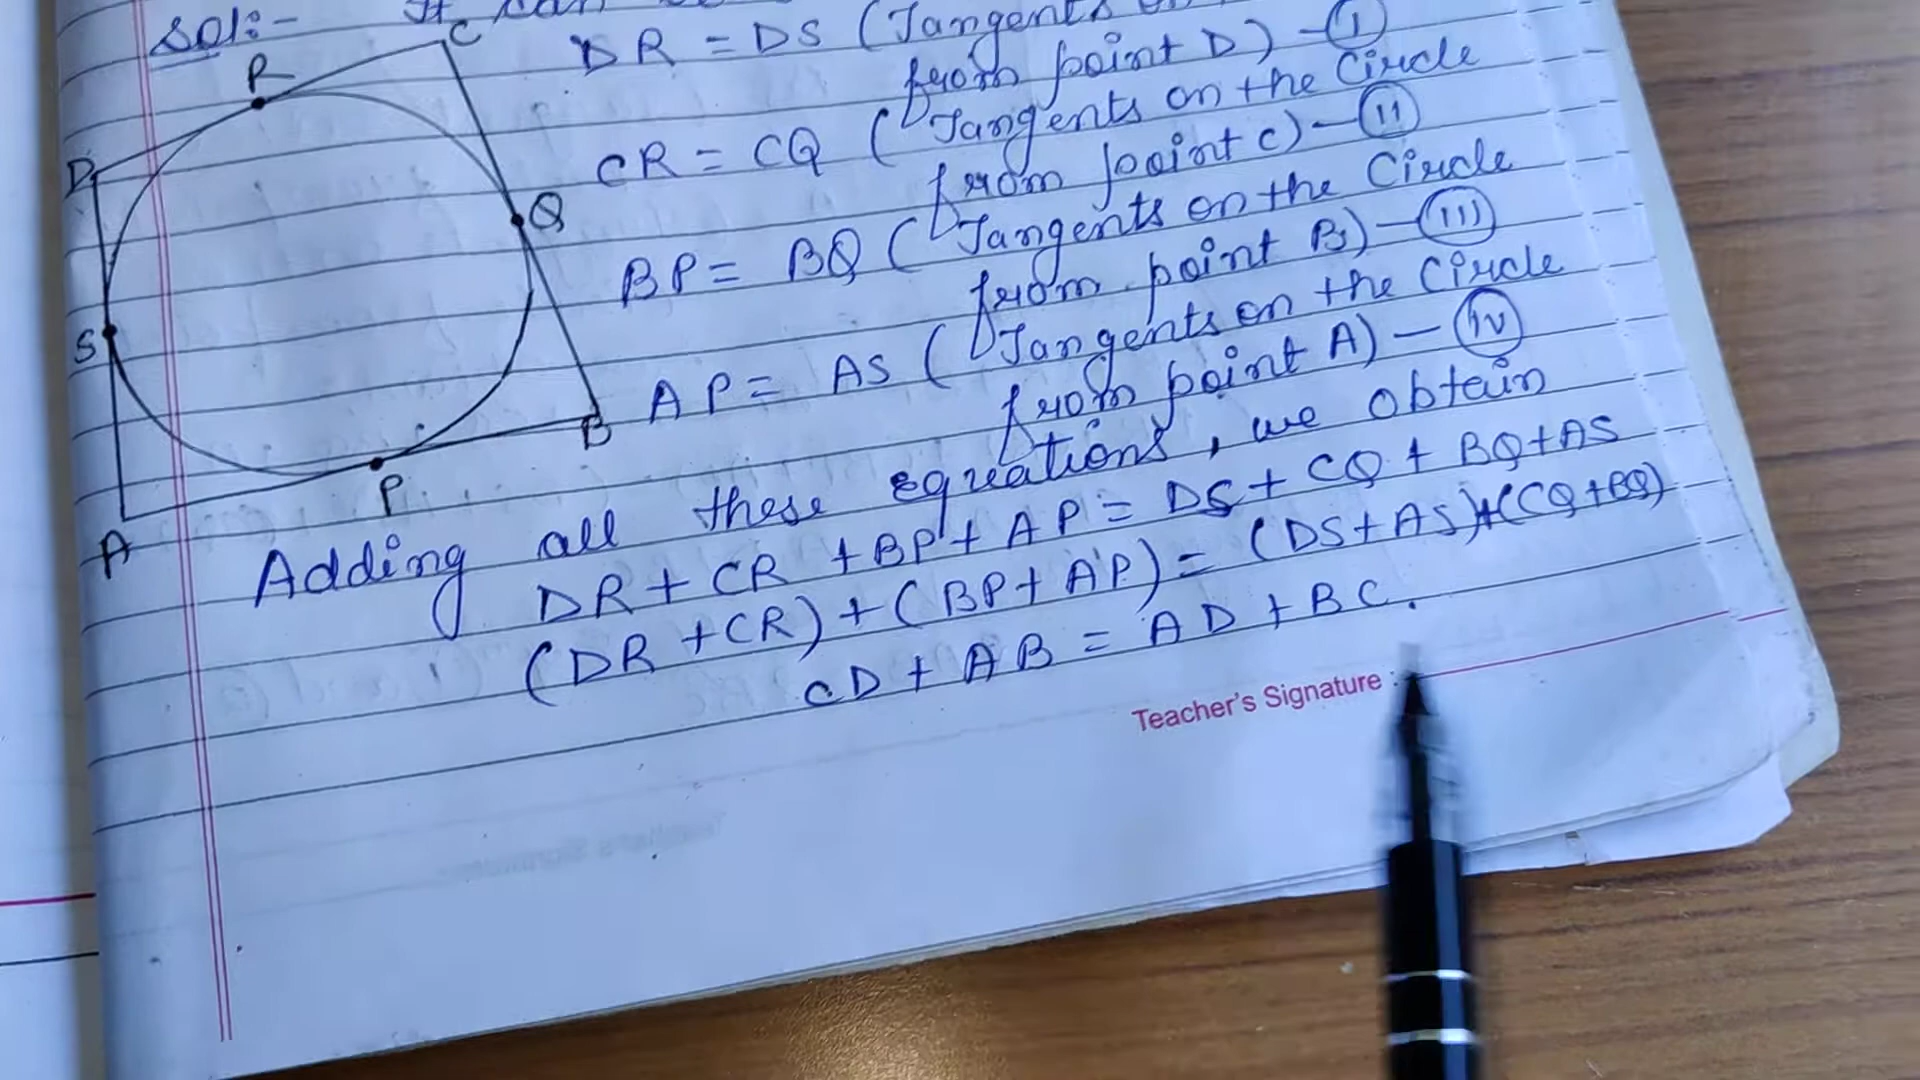 Sol:- It can
DR = DS (Tangents on
from point D) - (I)
CR = CQ (Tangents on the Circle
from point C) - (II)
BP = BQ (Tangents on the Circle
from point B) - (III)
AP = AS (Tangents on the Circle
from point A) - (IV)
Adding all these equations, we obtain
DR + CR + BP + AP = DS + CQ + BQ + AS
(DR + CR) + (BP + AP) = (DS + AS) + (CQ + BQ)
CD + AB = AD + BC.
Teacher's Signature :
R
C
D
Q
S
B
P
A